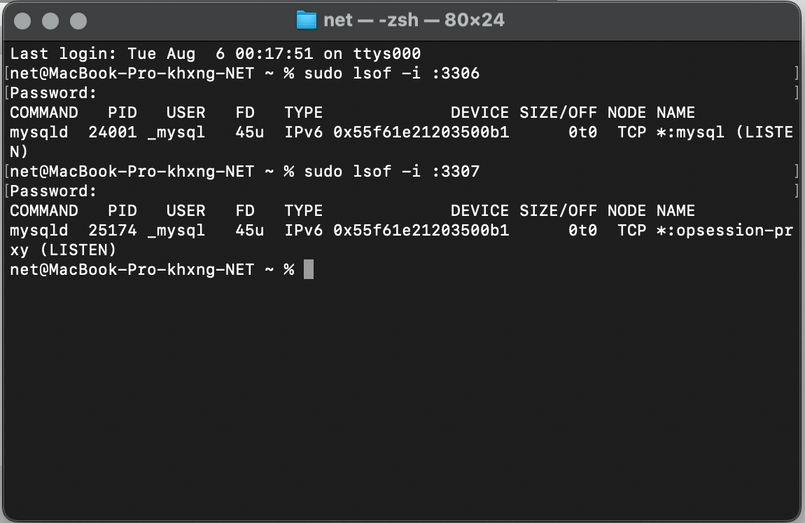 net — -zsh — 80×24
Last login: Tue Aug  6 00:17:51 on ttys000
[net@MacBook-Pro-khxng-NET ~ % sudo lsof -i :3306                               ]
[Password:                                                                      ]
COMMAND   PID   USER   FD   TYPE             DEVICE SIZE/OFF NODE NAME
mysqld  24001 _mysql   45u  IPv6 0x55f61e21203500b1      0t0  TCP *:mysql (LISTE
N)
[net@MacBook-Pro-khxng-NET ~ % sudo lsof -i :3307                               ]
[Password:                                                                      ]
COMMAND   PID   USER   FD   TYPE             DEVICE SIZE/OFF NODE NAME
mysqld  25174 _mysql   45u  IPv6 0x55f61e21203500b1      0t0  TCP *:opsession-pr
xy (LISTEN)
net@MacBook-Pro-khxng-NET ~ %